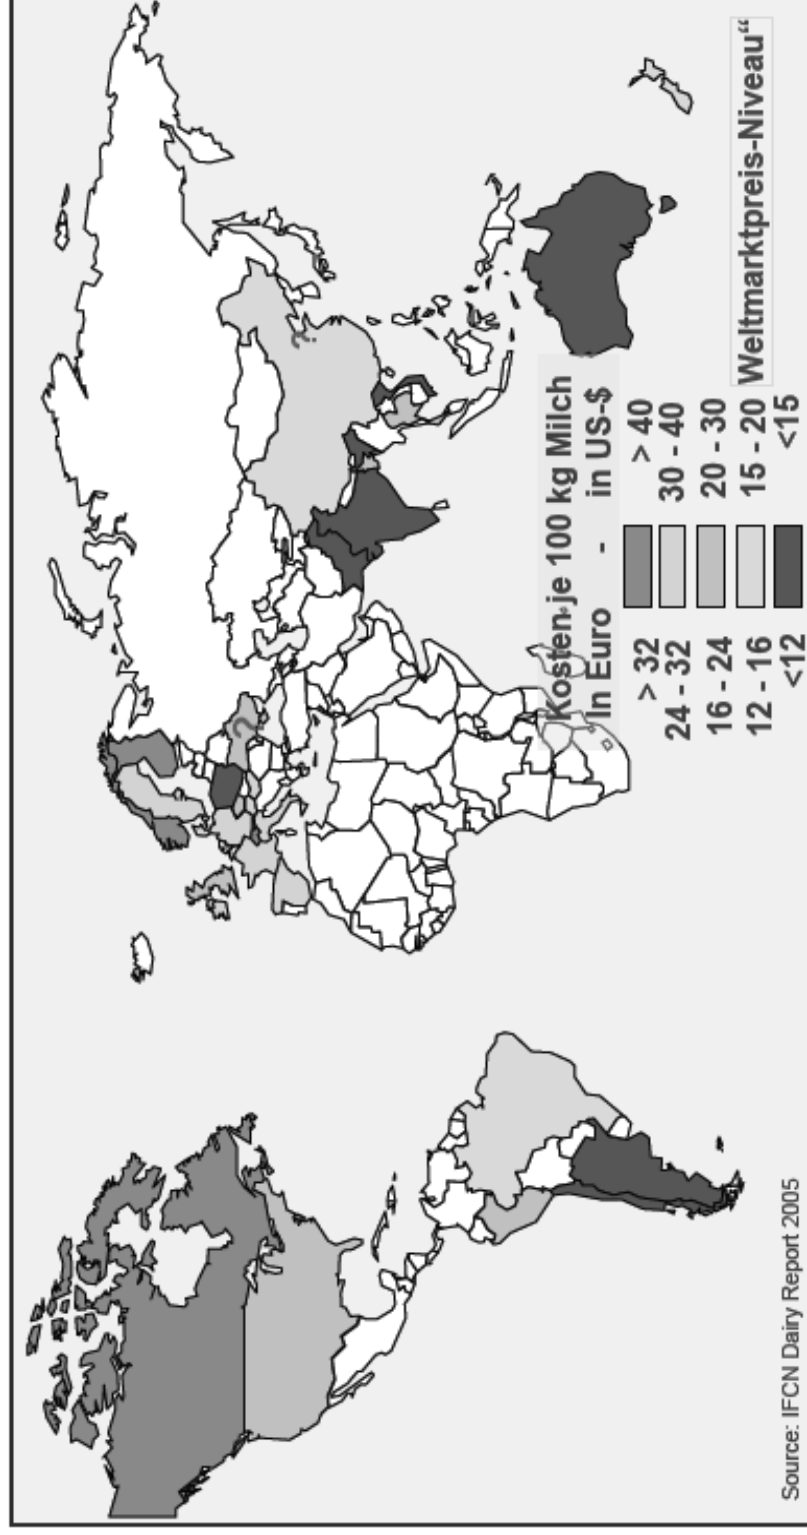 Kosten je 100 kg Milch
In Euro - in US-$
> 32 > 40
24 - 32 30 - 40
16 - 24 20 - 30
12 - 16 15 - 20 Weltmarktpreis-Niveau“
<12 <15
?
?
Source: IFCN Dairy Report 2005